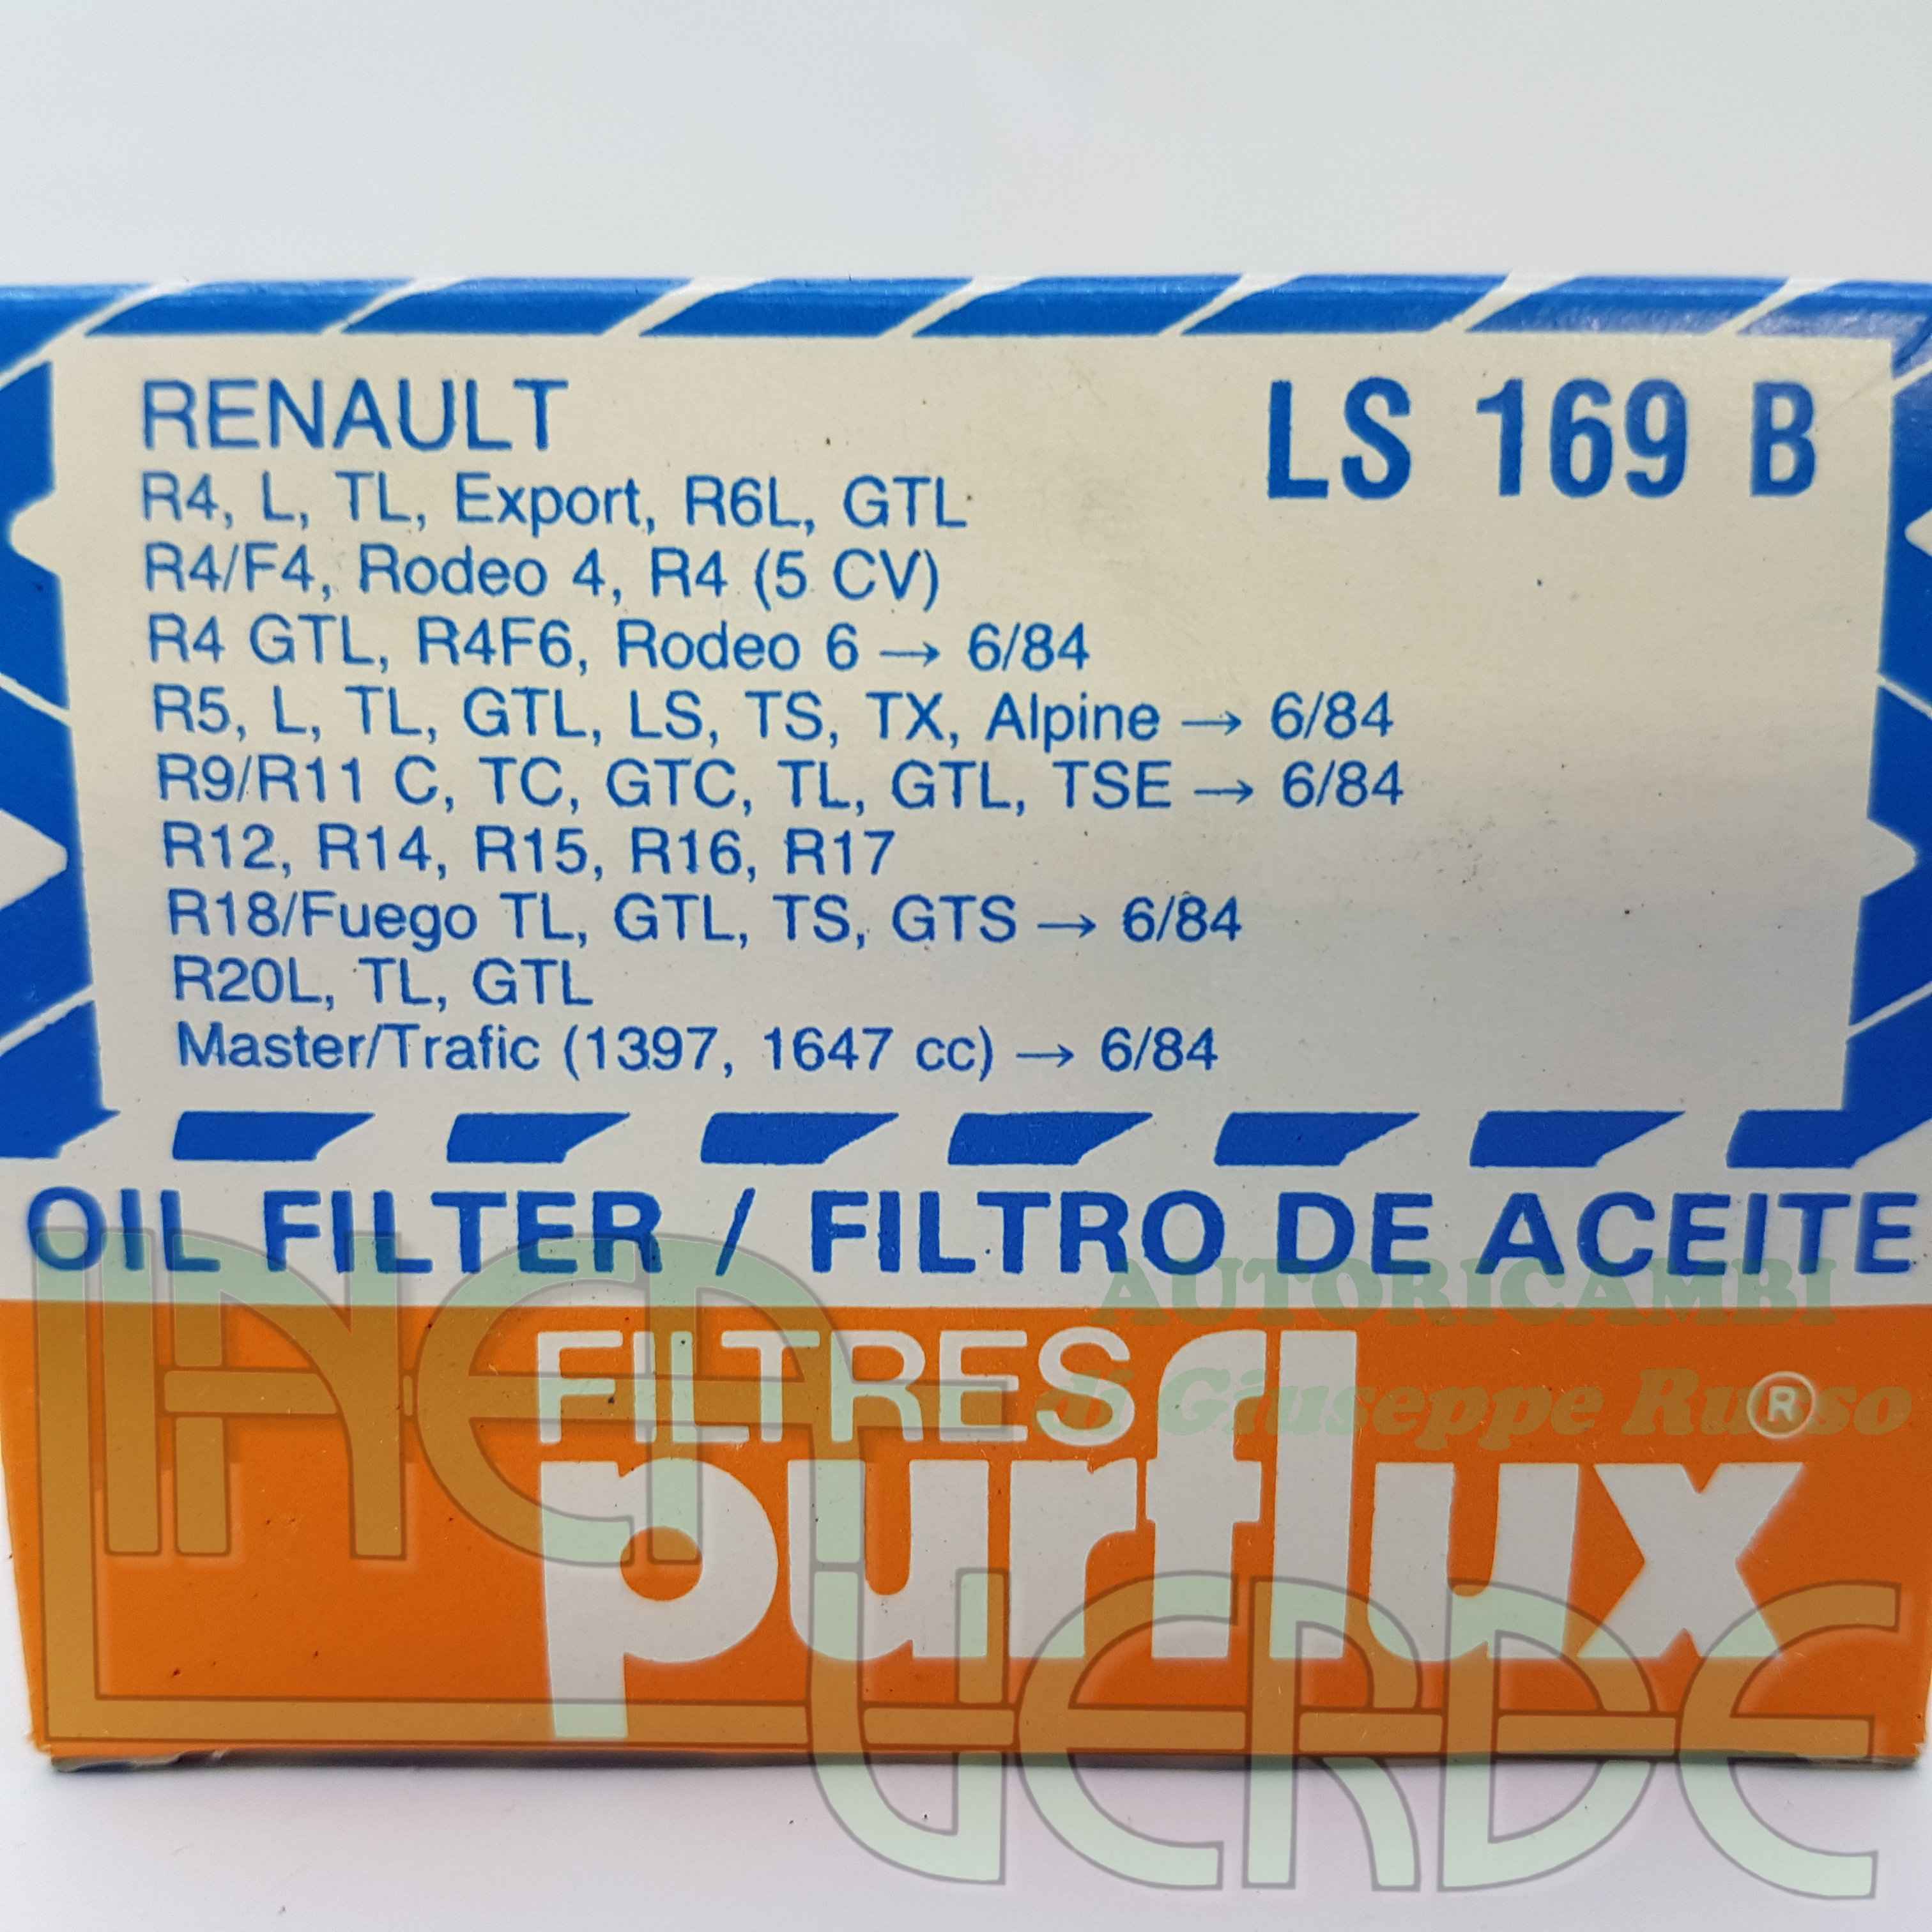 RENAULT
LS 169 B
R4, L, TL, Export, R6L, GTL
R4/F4, Rodeo 4, R4 (5 CV)
R4 GTL, R4F6, Rodeo 6 → 6/84
R5, L, TL, GTL, LS, TS, TX, Alpine → 6/84
R9/R11 C, TC, GTC, TL, GTL, TSE → 6/84
R12, R14, R15, R16, R17
R18/Fuego TL, GTL, TS, GTS → 6/84
R20L, TL, GTL
Master/Trafic (1397, 1647 cc) → 6/84
OIL FILTER / FILTRO DE ACEITE
AUTORICAMBI
di Giuseppe Russo
FILTRES
purflux ®
LINEA
VERDE